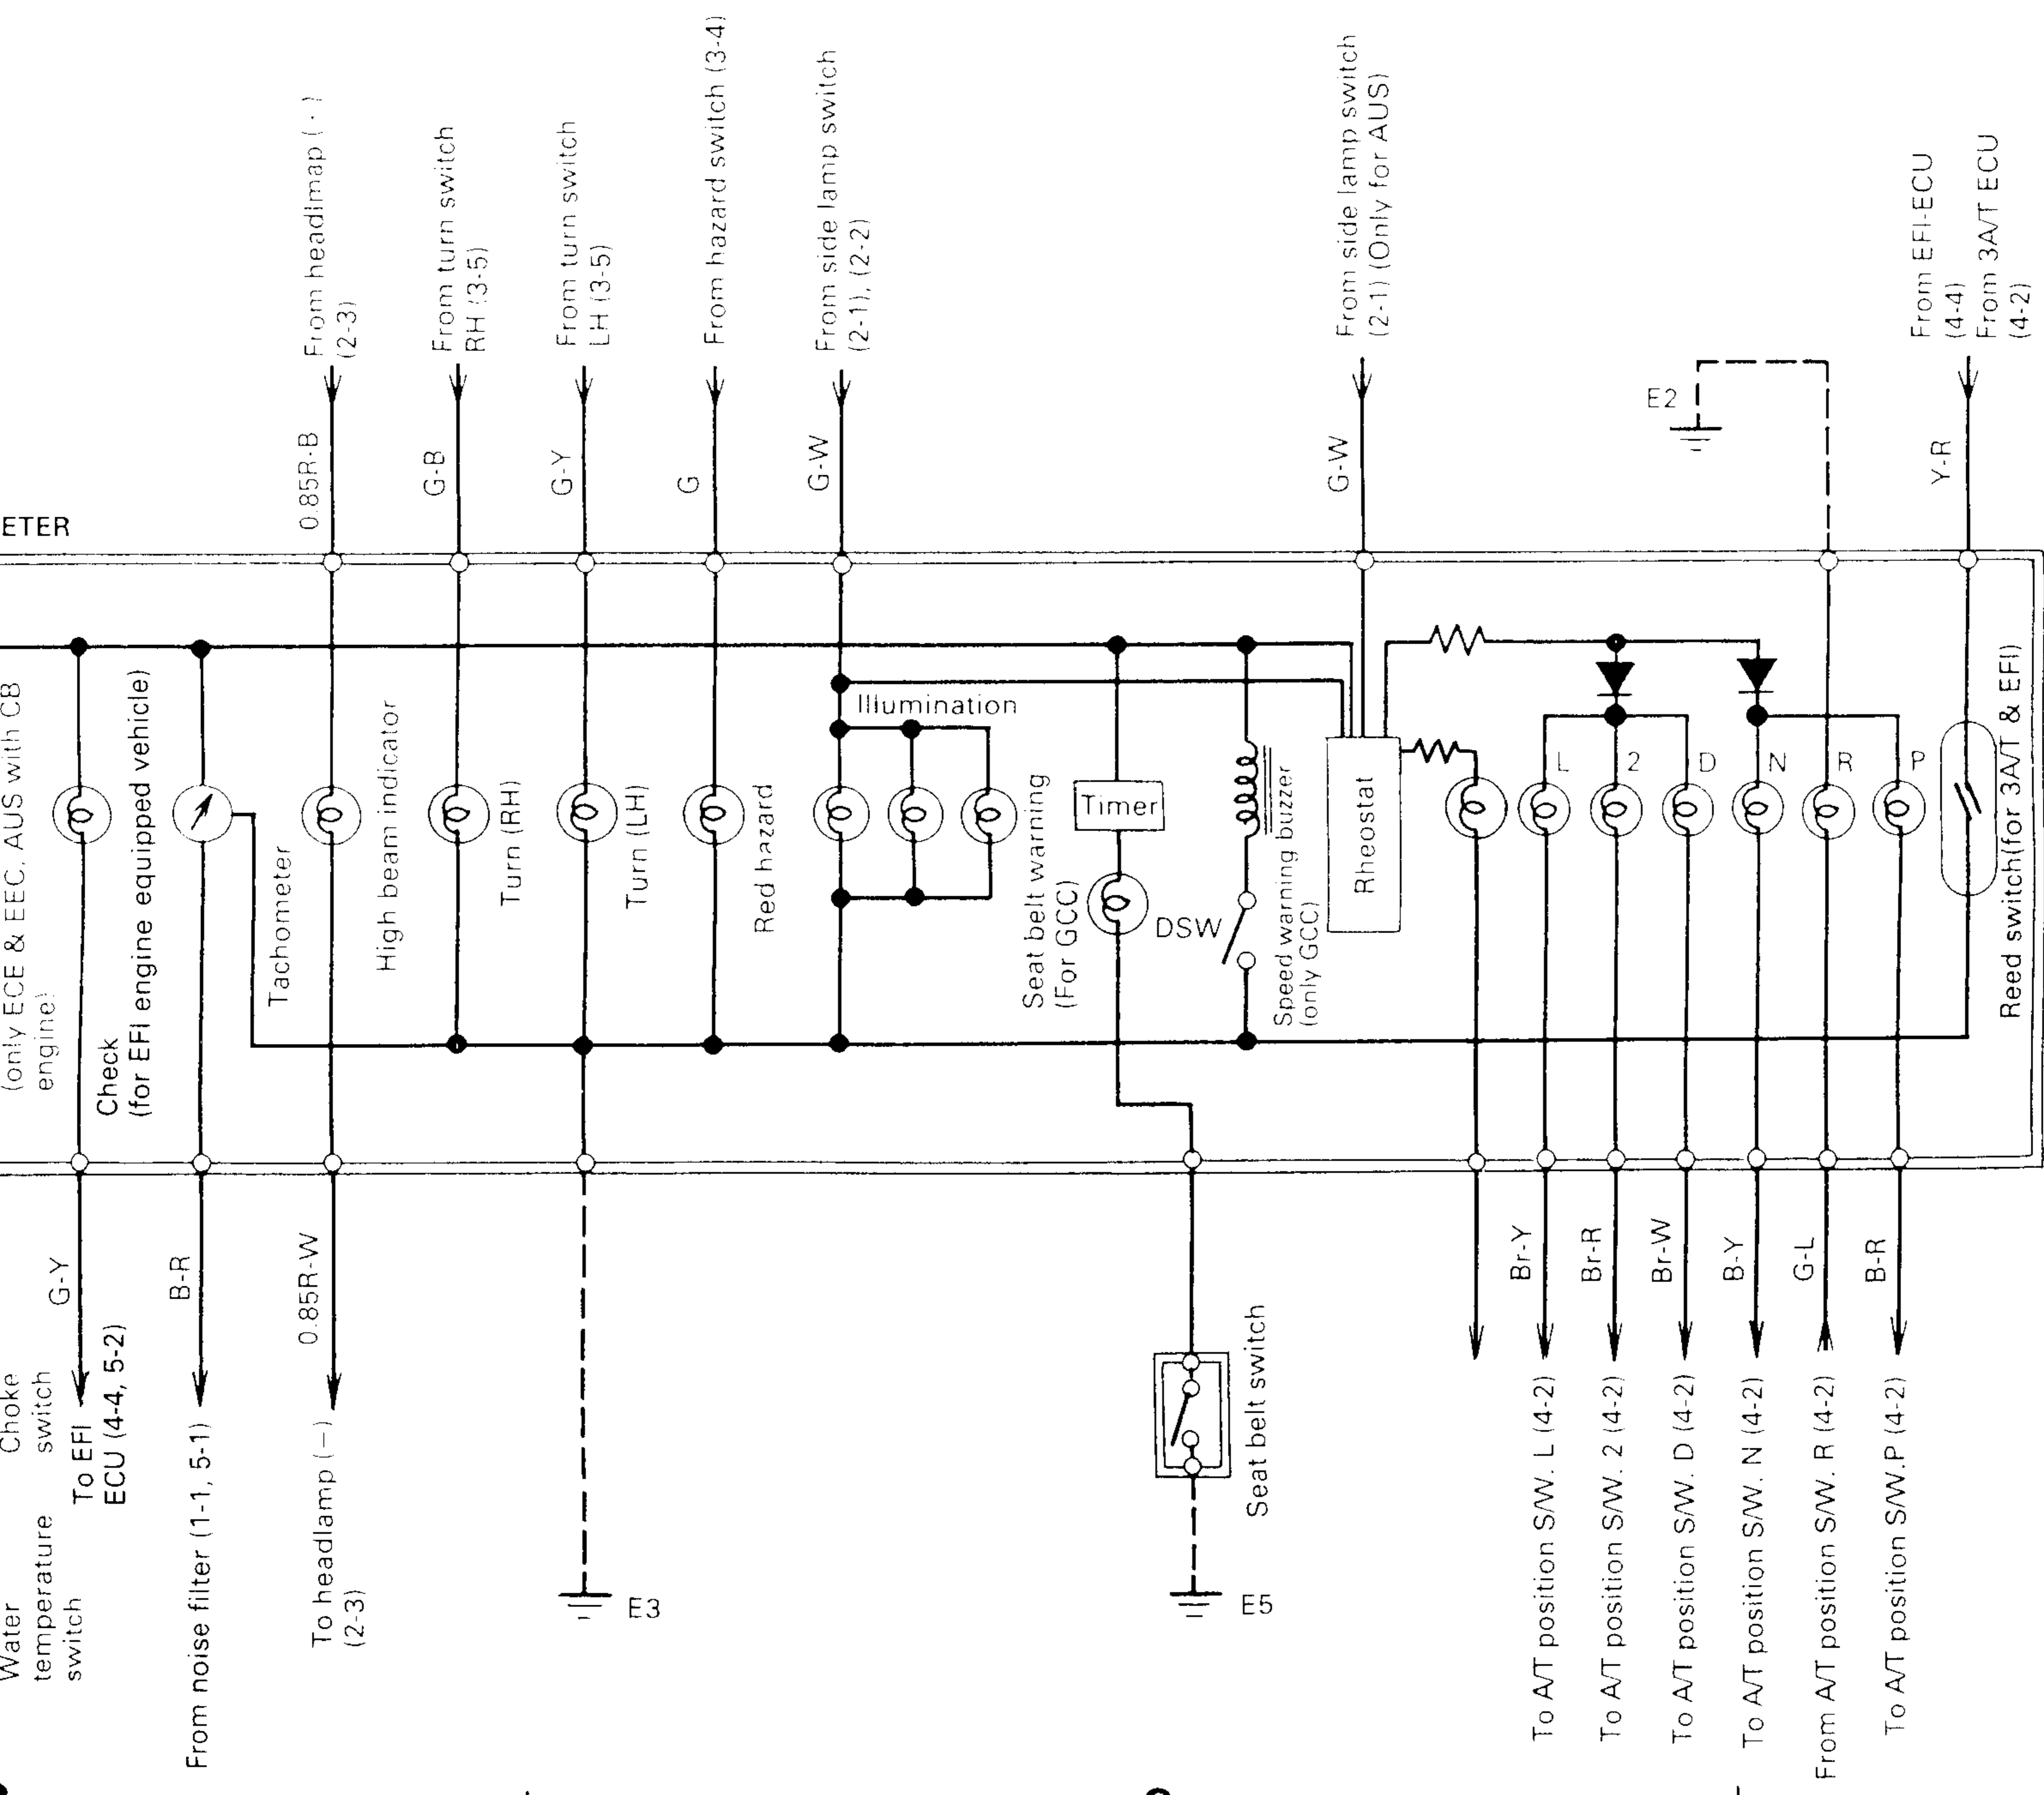 ETER
From headlmap (·)
(2-3)
0.85R-B
From turn switch
RH (3-5)
G-B
From turn switch
LH (3-5)
G-Y
From hazard switch (3-4)
G
From side lamp switch
(2-1), (2-2)
G-W
From side lamp switch
(2-1) (Only for AUS)
G-W
E2
From EFI-ECU
(4-4)
From 3A/T ECU
(4-2)
Y-R
(only ECE & EEC, AUS with CB
engine)
Check
(for EFI engine equipped vehicle)
Tachometer
High beam indicator
Turn (RH)
Turn (LH)
Red hazard
Illumination
Seat belt warning
(For GCC)
Timer
DSW
Speed warning buzzer
(only GCC)
Rheostat
L
2
D
N
R
P
Reed switch(for 3A/T & EFI)
Water
temperature
switch
Choke
switch
G-Y
To EFI
ECU (4-4, 5-2)
B-R
From noise filter (1-1, 5-1)
0.85R-W
To headlamp (−)
(2-3)
E3
Seat belt switch
E5
Br-Y
To A/T position S/W. L (4-2)
Br-R
To A/T position S/W. 2 (4-2)
Br-W
To A/T position S/W. D (4-2)
B-Y
To A/T position S/W. N (4-2)
G-L
From A/T position S/W. R (4-2)
B-R
To A/T position S/W.P (4-2)